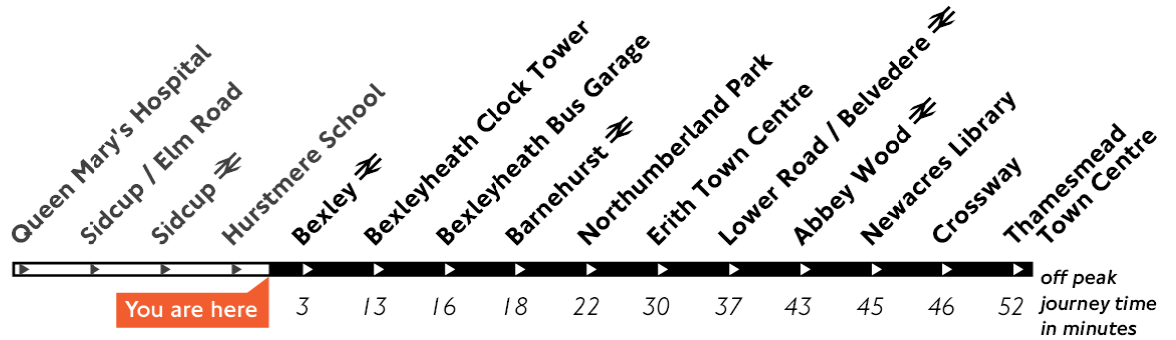 Queen Mary's Hospital
Sidcup / Elm Road
Sidcup
Hurstmere School
Bexley
Bexleyheath Clock Tower
Bexleyheath Bus Garage
Barnehurst
Northumberland Park
Erith Town Centre
Lower Road / Belvedere
Abbey Wood
Newacres Library
Crossway
Thamesmead
Town Centre
You are here
3 13 16 18 22 30 37 43 45 46 52
off peak
journey time
in minutes